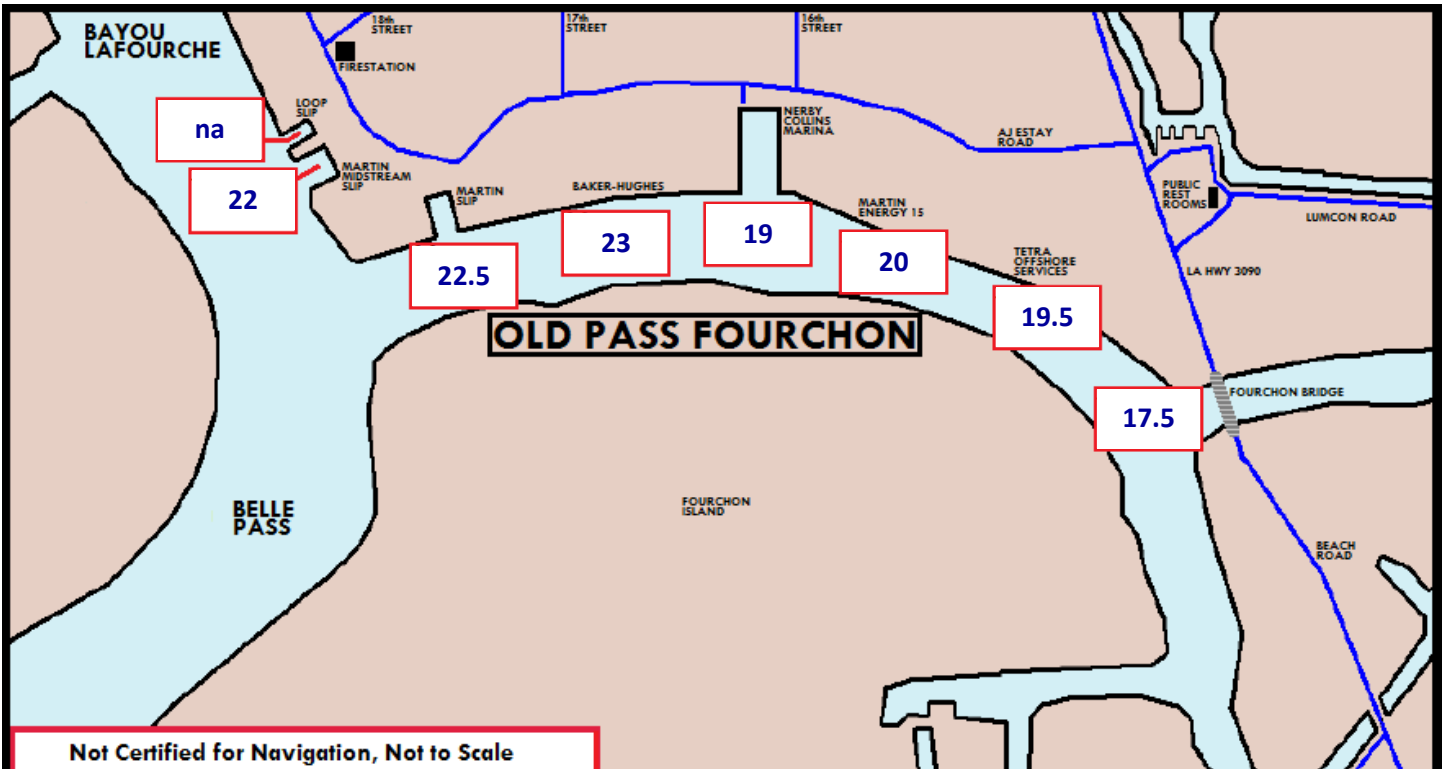 BAYOU
LAFOURCHE
18th
STREET
17th
STREET
16th
STREET
FIRESTATION
LOOP
SLIP
na
NERBY
COLLINS
MARINA
AJ ESTAY
ROAD
MARTIN
MIDSTREAM
SLIP
22
MARTIN
SLIP
BAKER-HUGHES
PUBLIC
REST
ROOMS
MARTIN
ENERGY 15
LUMCON ROAD
22.5
23
19
20
TETRA
OFFSHORE
SERVICES
LA HWY 3090
19.5
OLD PASS FOURCHON
17.5
FOURCHON BRIDGE
BELLE
PASS
FOURCHON
ISLAND
BEACH
ROAD
Not Certified for Navigation, Not to Scale